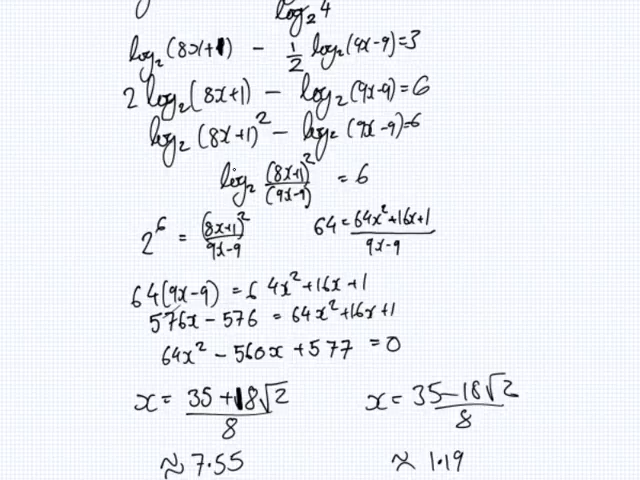 log₂4
log₂(8x+1) - 1/2 log₂(9x-9)=3
2 log₂(8x+1) - log₂(9x-9)=6
log₂(8x+1)² - log₂(9x-9)=6
log₂ (8x+1)²/(9x-9) = 6
2⁶ = (8x+1)²/9x-9 64 = 64x²+16x+1/9x-9
64(9x-9) = 64x²+16x+1
576x - 576 = 64x²+16x+1
64x² - 560x + 577 = 0
x = 35+18√2/8 x = 35-18√2/8
≈ 7.55 ≈ 1.19